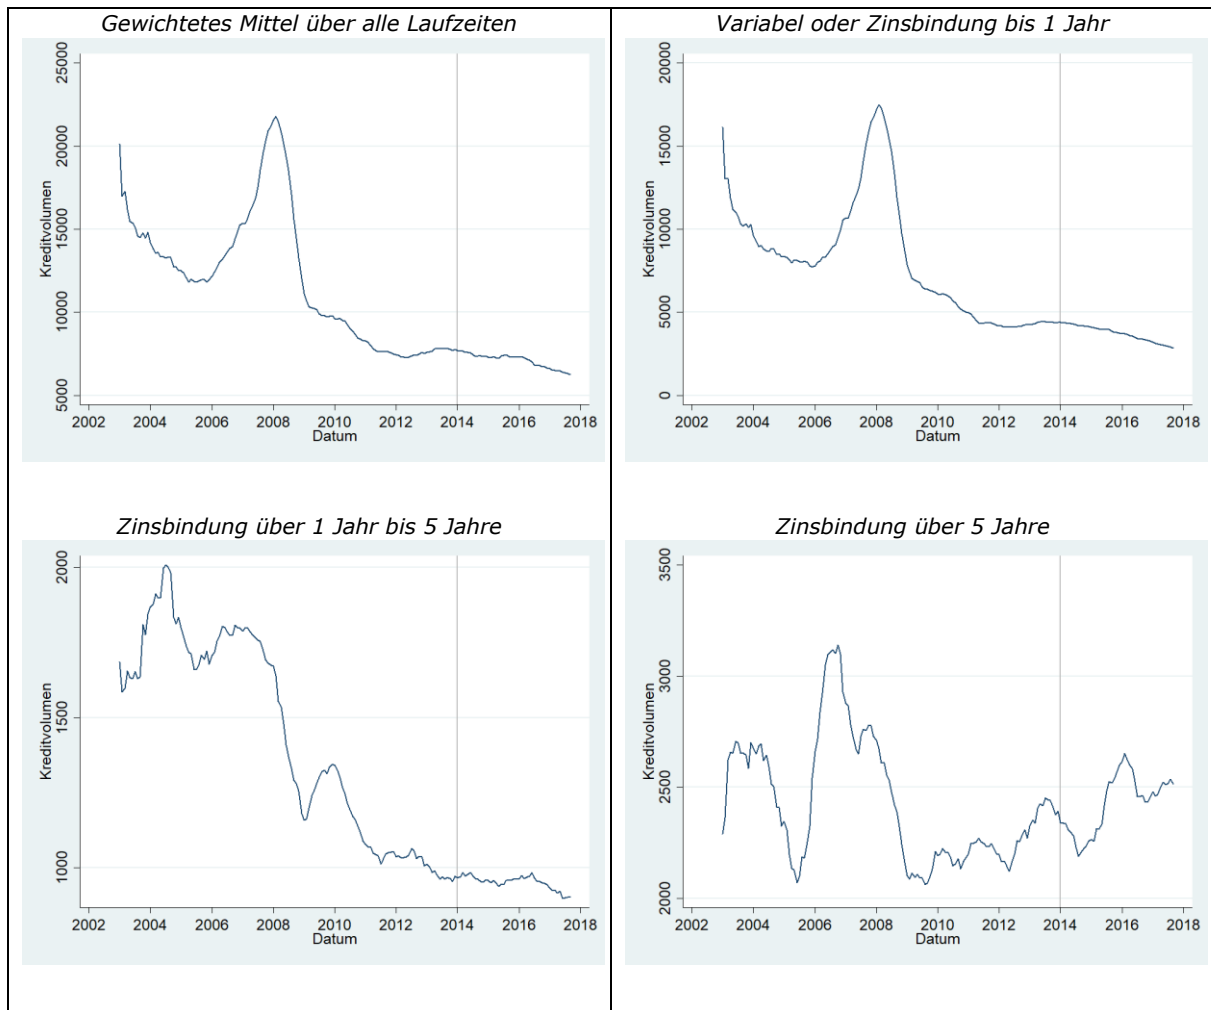 Gewichtetes Mittel über alle Laufzeiten
25000
20000
15000
10000
5000
Kreditvolumen
2002 2004 2006 2008 2010 2012 2014 2016 2018
Datum
Variabel oder Zinsbindung bis 1 Jahr
20000
15000
10000
5000
0
Kreditvolumen
2002 2004 2006 2008 2010 2012 2014 2016 2018
Datum
Zinsbindung über 1 Jahr bis 5 Jahre
2000
1500
1000
Kreditvolumen
2002 2004 2006 2008 2010 2012 2014 2016 2018
Datum
Zinsbindung über 5 Jahre
3500
3000
2500
2000
Kreditvolumen
2002 2004 2006 2008 2010 2012 2014 2016 2018
Datum